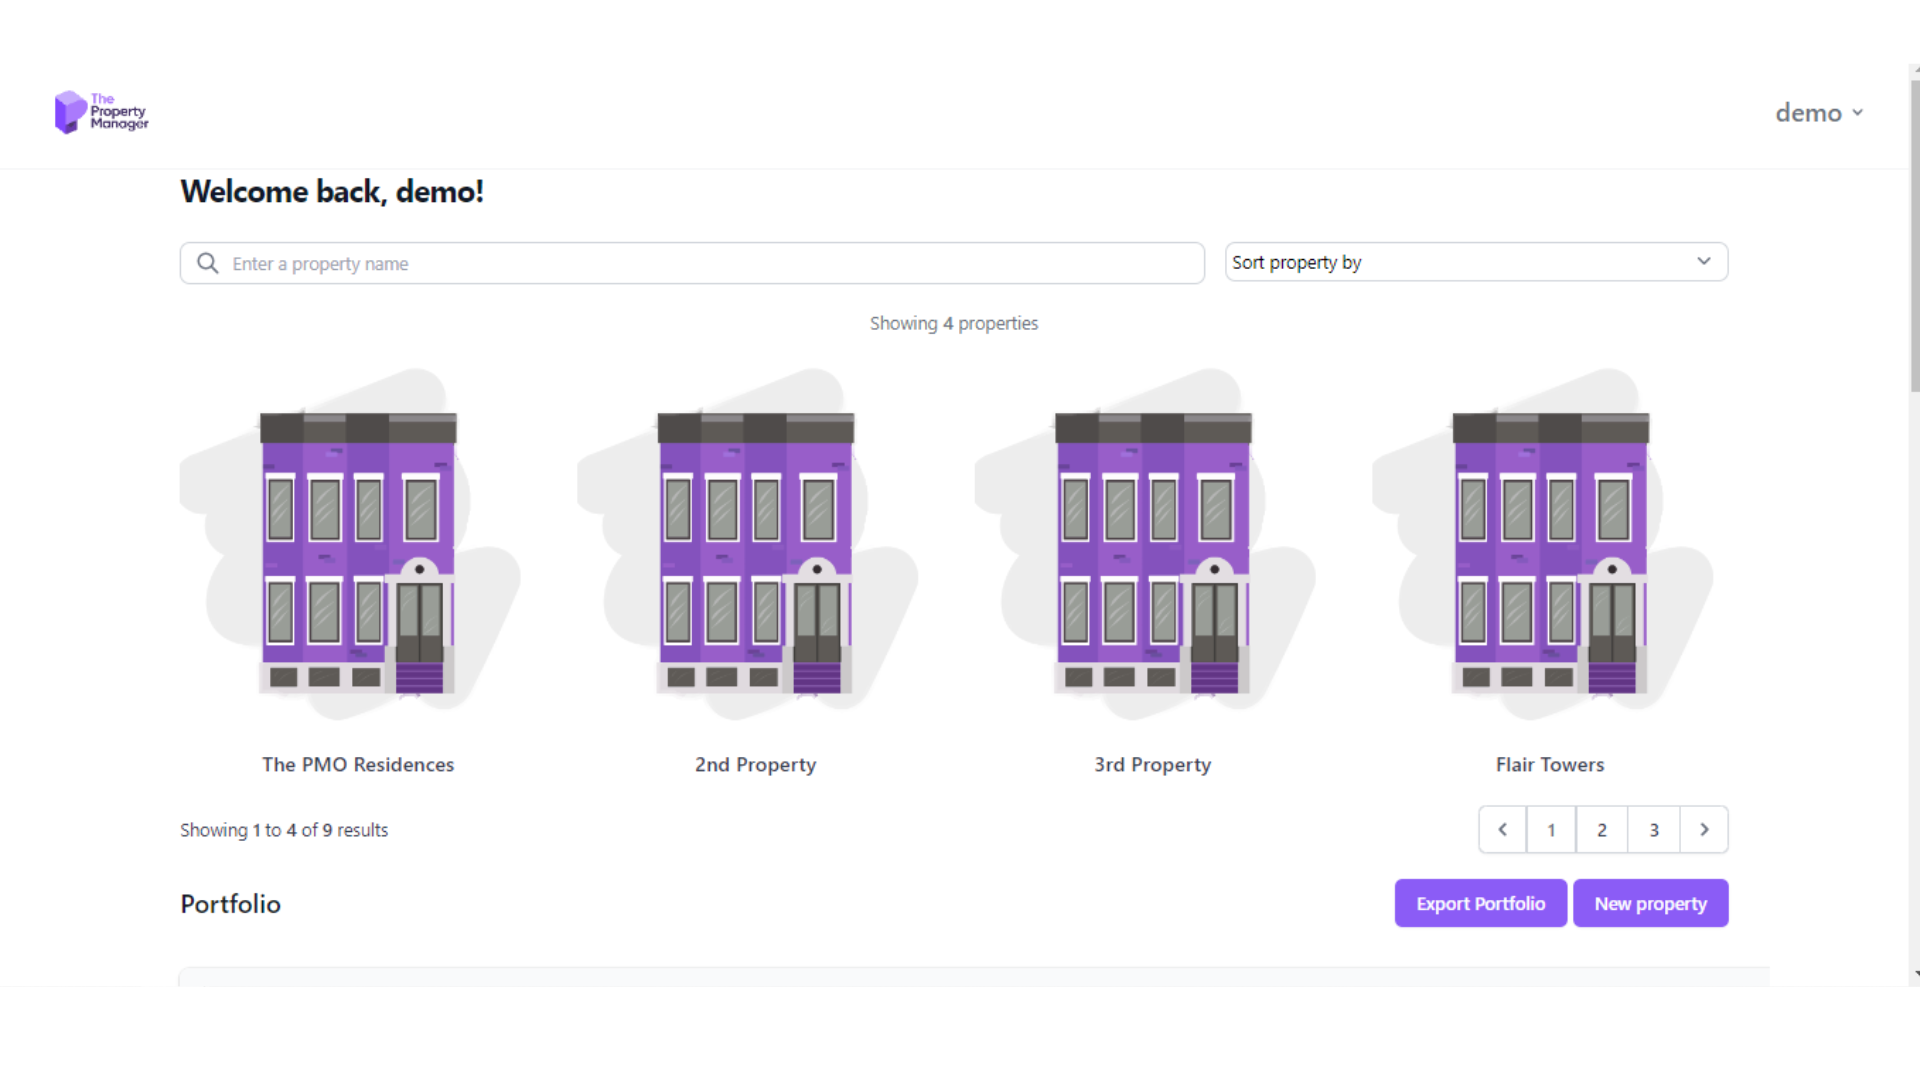 The
Property
Manager
demo
Welcome back, demo!
Enter a property name
Sort property by
Showing 4 properties
The PMO Residences
2nd Property
3rd Property
Flair Towers
Showing 1 to 4 of 9 results
1 2 3
Portfolio
Export Portfolio
New property